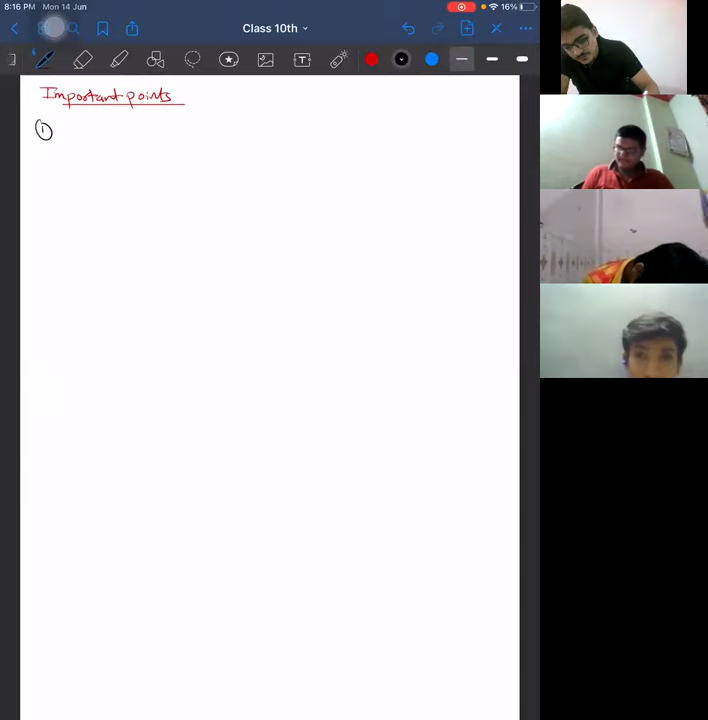 8:16 PM Mon 14 Jun
16%
Class 10th
T
Important points
①